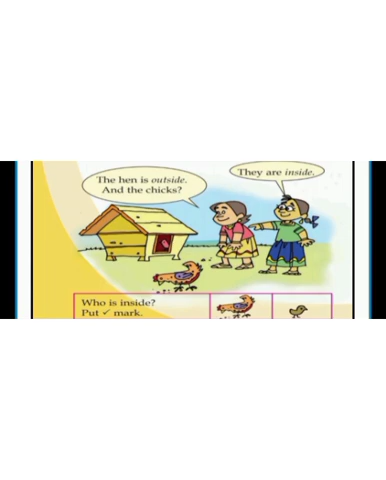 The hen is outside.
And the chicks?
They are inside.
Who is inside?
Put ✓ mark.